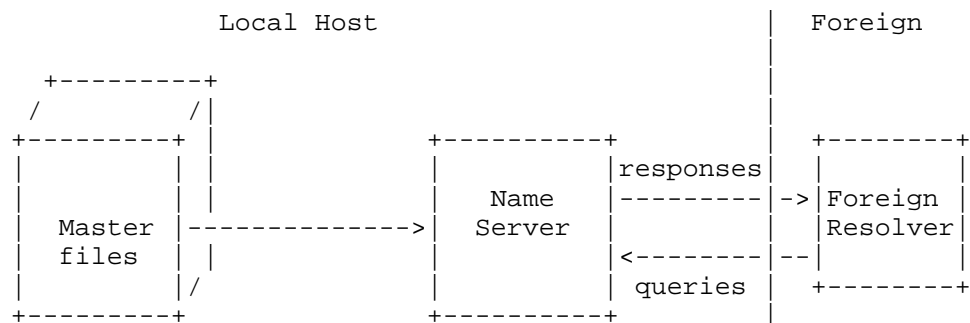 Local Host | Foreign
|
+---------+ |
/ /| |
+---------+ | +----------+ | +--------+
| | | | |responses| | |
| | | | Name |---------|->|Foreign |
| Master |-------------->| Server | | |Resolver|
| files | | | |<--------|--| |
| |/ | | queries | +--------+
+---------+ +----------+ |